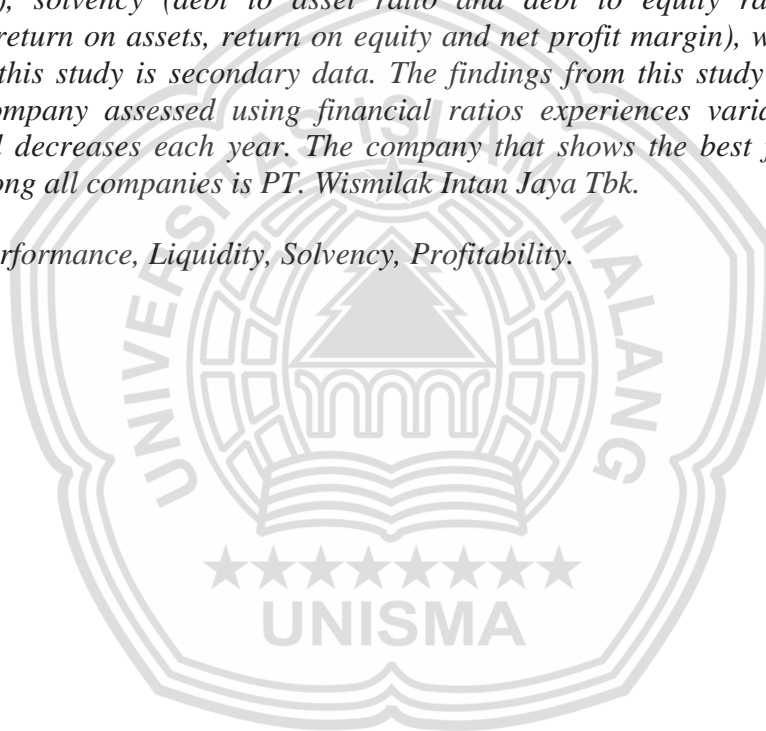 ), solvency (debt to asset ratio and debt to equity ra
return on assets, return on equity and net profit margin), w
this study is secondary data. The findings from this study
ompany assessed using financial ratios experiences varia
d decreases each year. The company that shows the best f
ong all companies is PT. Wismilak Intan Jaya Tbk.
rformance, Liquidity, Solvency, Profitability.
UNIVERSITAS ISLAM MALANG
UNISMA